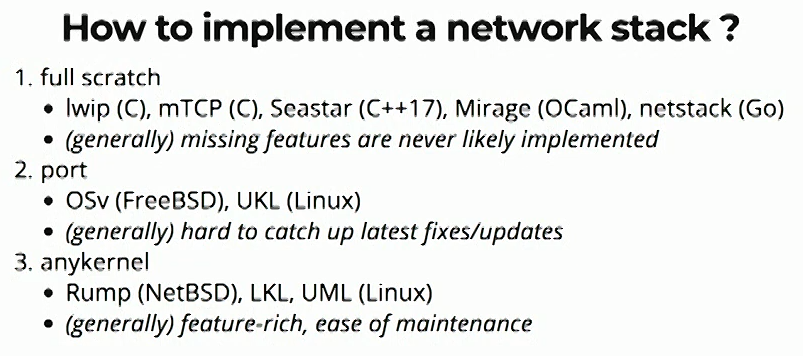 How to implement a network stack ?
1. full scratch
• lwip (C), mTCP (C), Seastar (C++17), Mirage (OCaml), netstack (Go)
• (generally) missing features are never likely implemented
2. port
• OSv (FreeBSD), UKL (Linux)
• (generally) hard to catch up latest fixes/updates
3. anykernel
• Rump (NetBSD), LKL, UML (Linux)
• (generally) feature-rich, ease of maintenance